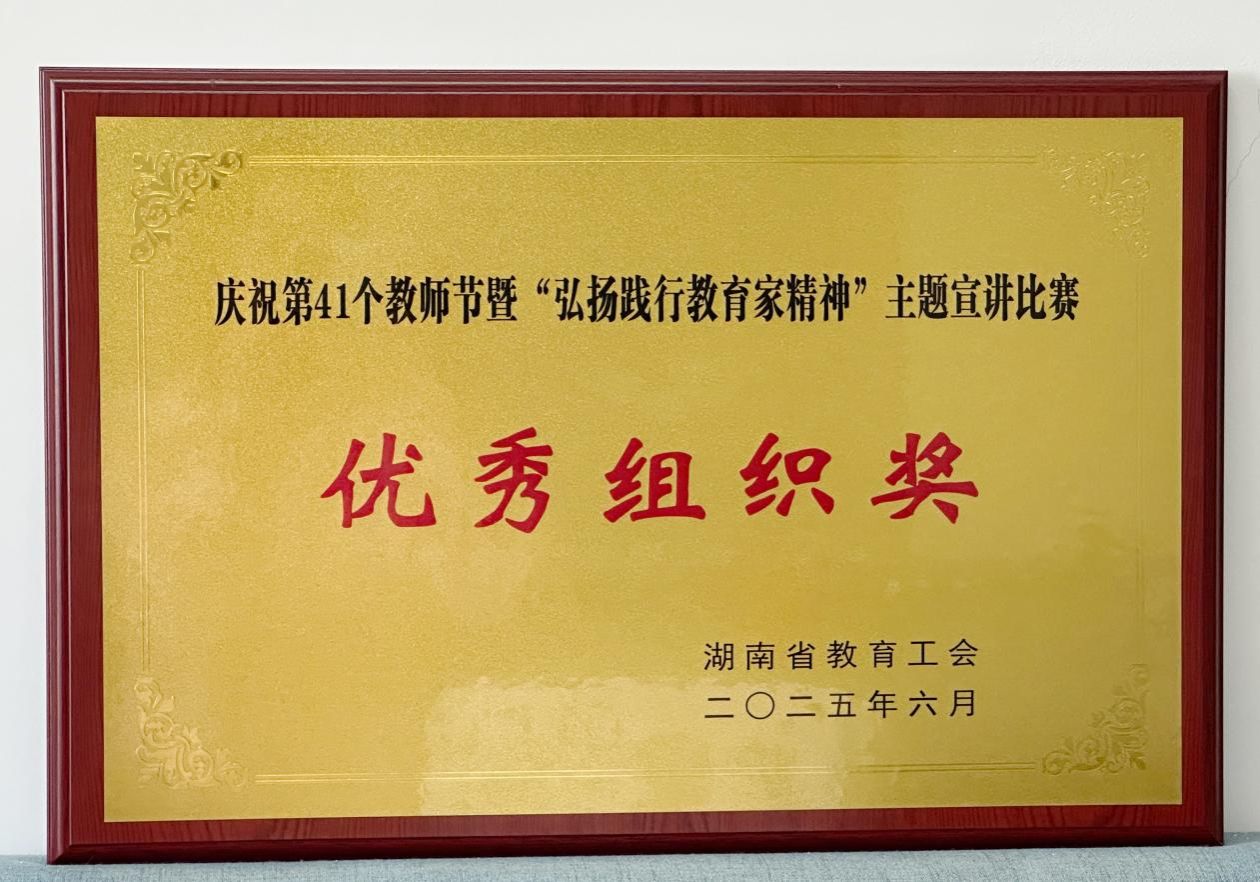 庆祝第41个教师节暨“弘扬践行教育家精神”主题宣讲比赛
优秀组织奖
湖南省教育工会
二〇二五年六月